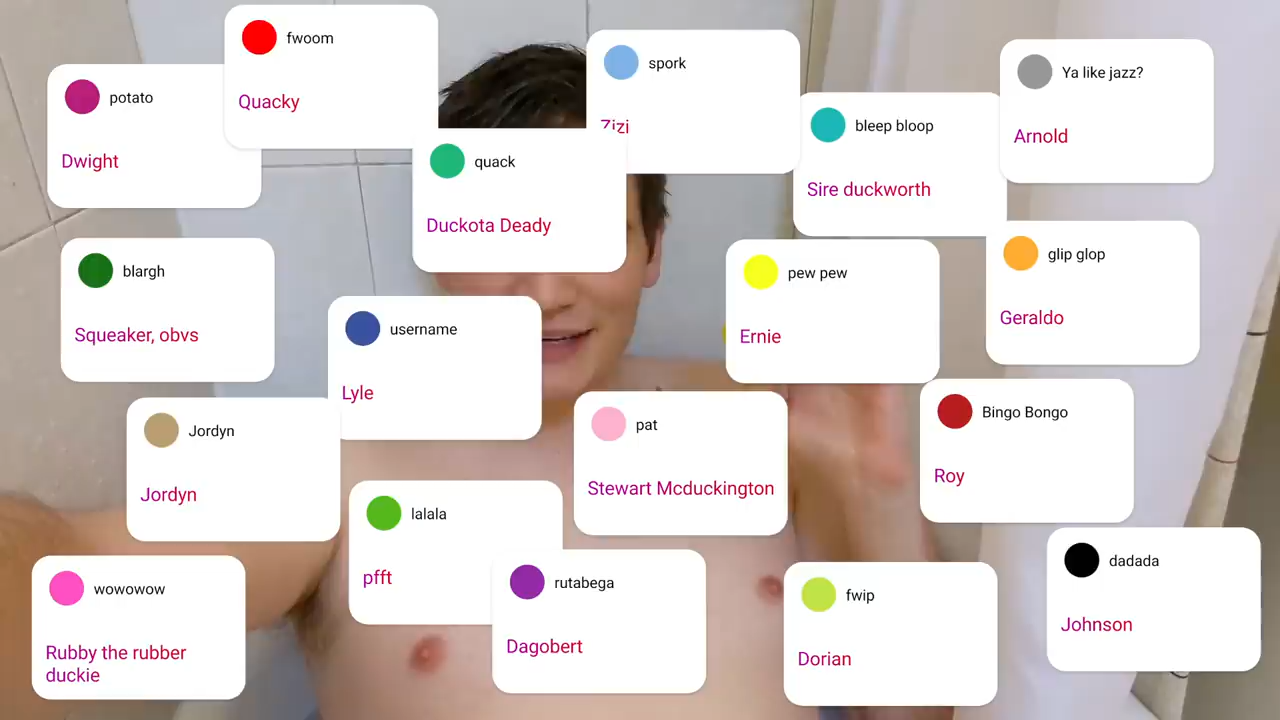 fwoom
Quacky
potato
Dwight
spork
Zizi
Ya like jazz?
Arnold
bleep bloop
Sire duckworth
quack
Duckota Deady
blargh
Squeaker, obvs
pew pew
Ernie
glip glop
Geraldo
username
Lyle
Jordyn
Jordyn
pat
Stewart Mcduckington
Bingo Bongo
Roy
lalala
pfft
wowowow
Rubby the rubber
duckie
rutabega
Dagobert
fwip
Dorian
dadada
Johnson